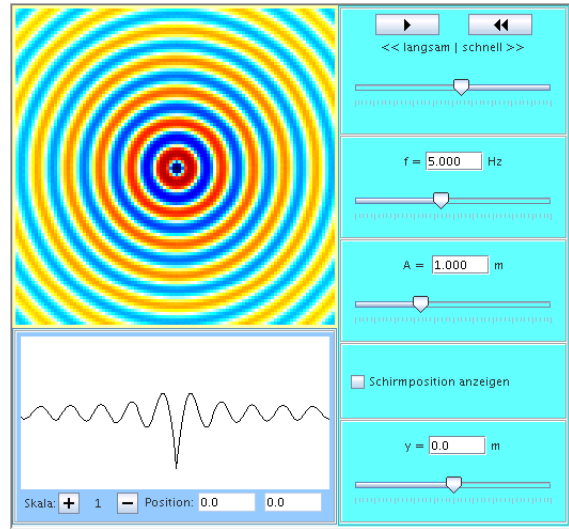 << langsam | schnell >>
f = 5.000 Hz
A = 1.000 m
Schirmposition anzeigen
y = 0.0 m
Skala: + 1 − Position: 0.0 0.0